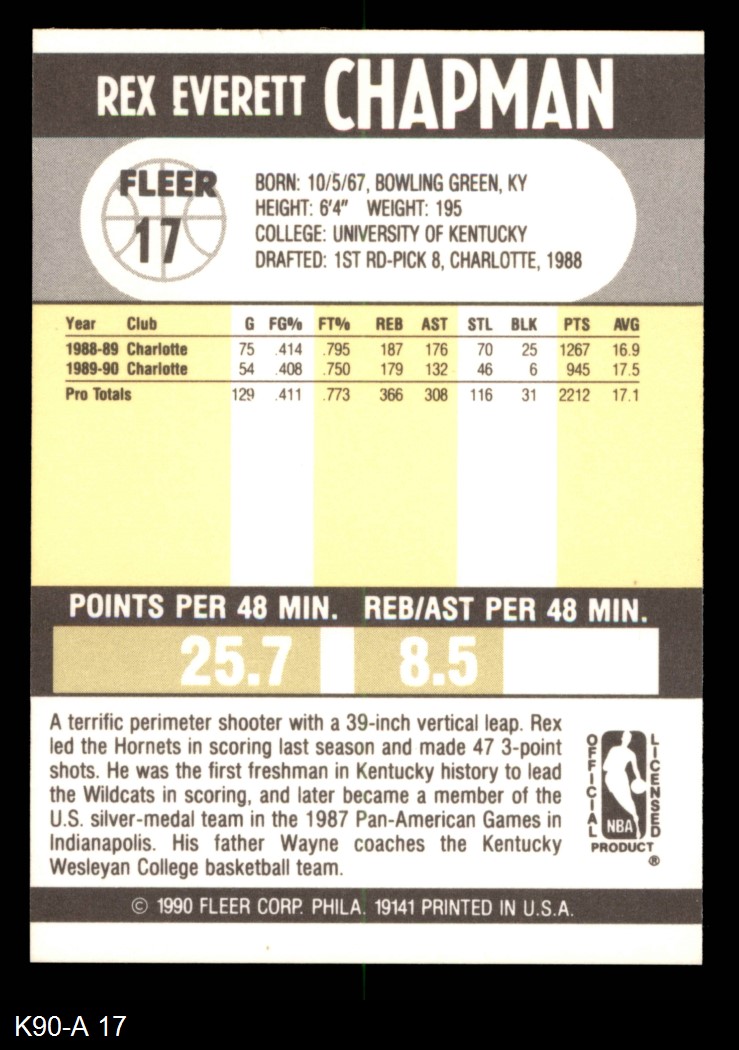 REX EVERETT CHAPMAN
FLEER
17
BORN: 10/5/67, BOWLING GREEN, KY
HEIGHT: 6'4" WEIGHT: 195
COLLEGE: UNIVERSITY OF KENTUCKY
DRAFTED: 1ST RD-PICK 8, CHARLOTTE, 1988
Year Club G FG% FT% REB AST STL BLK PTS AVG
1988-89 Charlotte 75 .414 .795 187 176 70 25 1267 16.9
1989-90 Charlotte 54 .408 .750 179 132 46 6 945 17.5
Pro Totals 129 .411 .773 366 308 116 31 2212 17.1
POINTS PER 48 MIN. REB/AST PER 48 MIN.
25.7 8.5
A terrific perimeter shooter with a 39-inch vertical leap. Rex
led the Hornets in scoring last season and made 47 3-point
shots. He was the first freshman in Kentucky history to lead
the Wildcats in scoring, and later became a member of the
U.S. silver-medal team in the 1987 Pan-American Games in
Indianapolis. His father Wayne coaches the Kentucky
Wesleyan College basketball team.
OFFICIAL
LICENSED
NBA
PRODUCT
®
© 1990 FLEER CORP. PHILA. 19141 PRINTED IN U.S.A.
K90-A 17